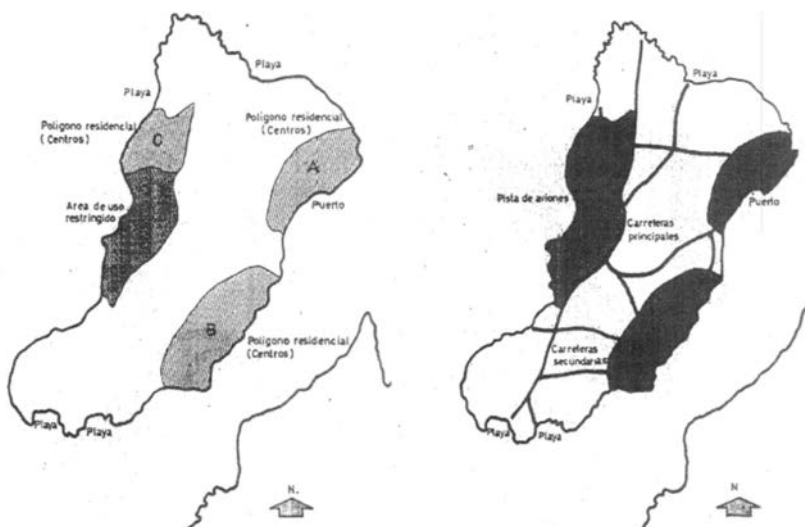 Playa
Playa
Polígono residencial
(Centros)
Polígono residencial
(Centros)
C
A
Area de uso
restringido
Puerto
B
Polígono residencial
(Centros)
Playa
Playa
N.
Playa
Playa
Pista de aviones
Puerto
Carreteras
principales
Carreteras
secundarias
Playa
Playa
N